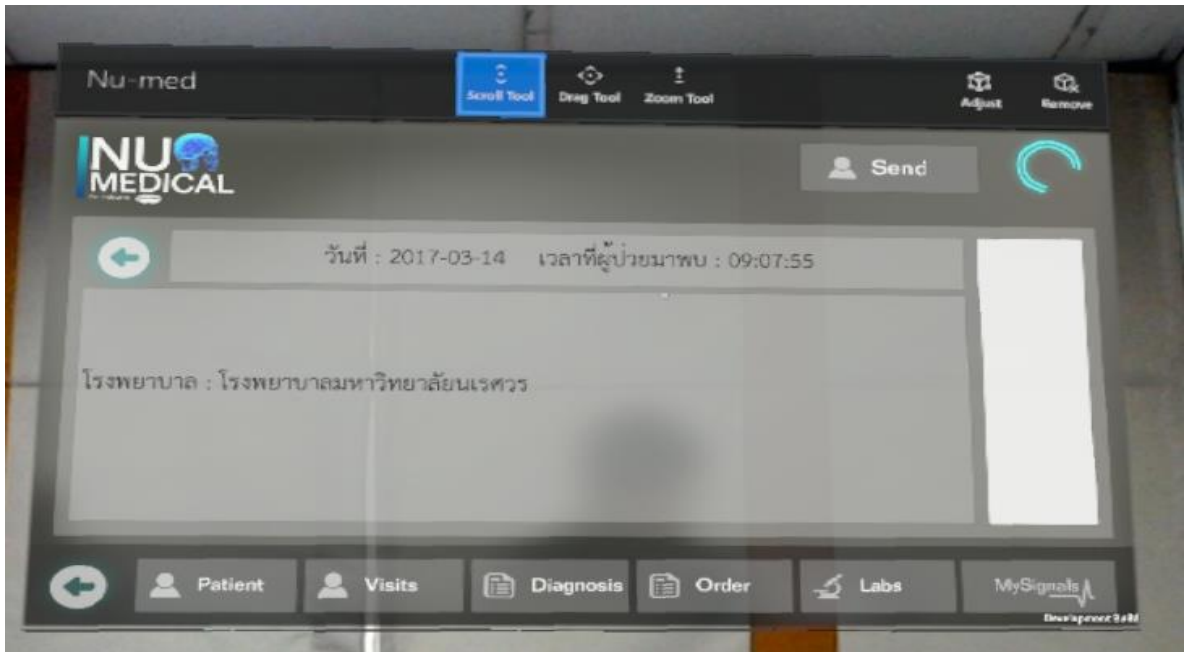 Nu-med
Scroll Tool Drag Tool Zoom Tool
Adjust Remove
NU
MEDICAL
Send
วันที่ : 2017-03-14 เวลาที่ผู้ป่วยมาพบ : 09:07:55
โรงพยาบาล : โรงพยาบาลมหาวิทยาลัยนเรศวร
Patient Visits Diagnosis Order Labs MySignals
Development Build